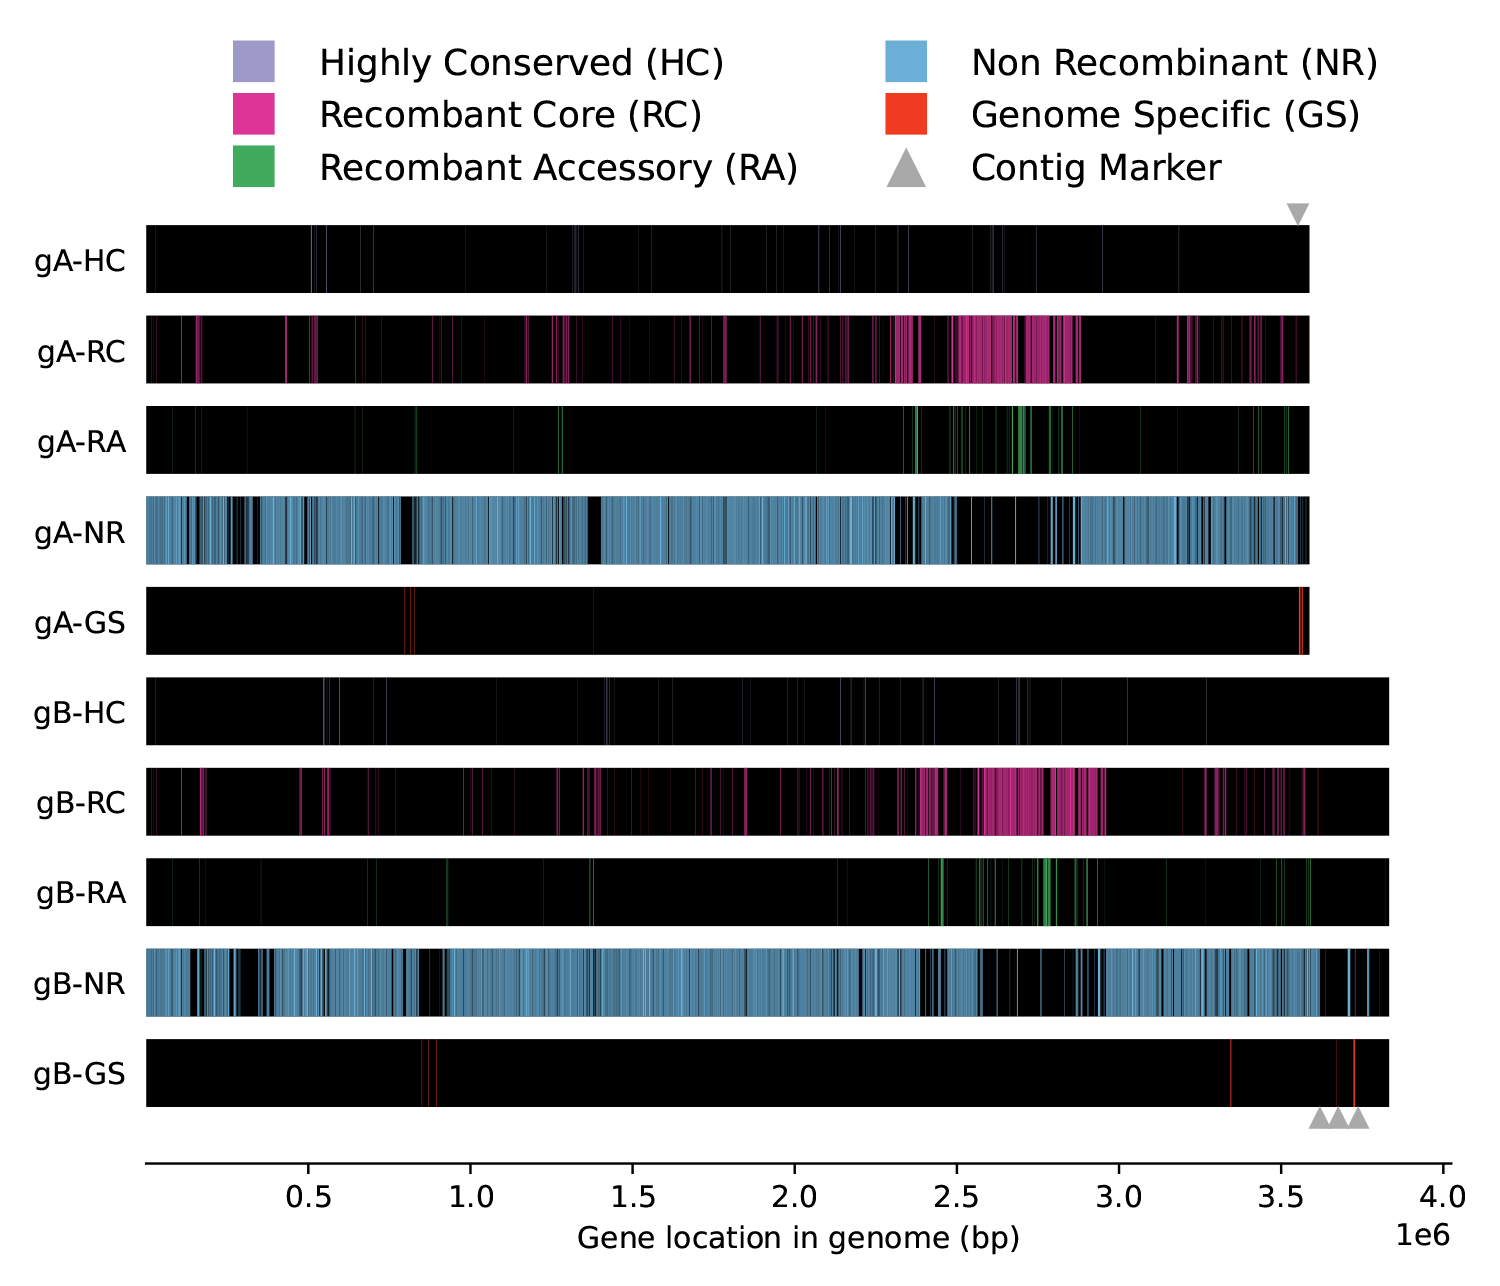 Highly Conserved (HC)
Recombant Core (RC)
Recombant Accessory (RA)
Non Recombinant (NR)
Genome Specific (GS)
Contig Marker
gA-HC
gA-RC
gA-RA
gA-NR
gA-GS
gB-HC
gB-RC
gB-RA
gB-NR
gB-GS
0.5 1.0 1.5 2.0 2.5 3.0 3.5 4.0
Gene location in genome (bp)
1e6